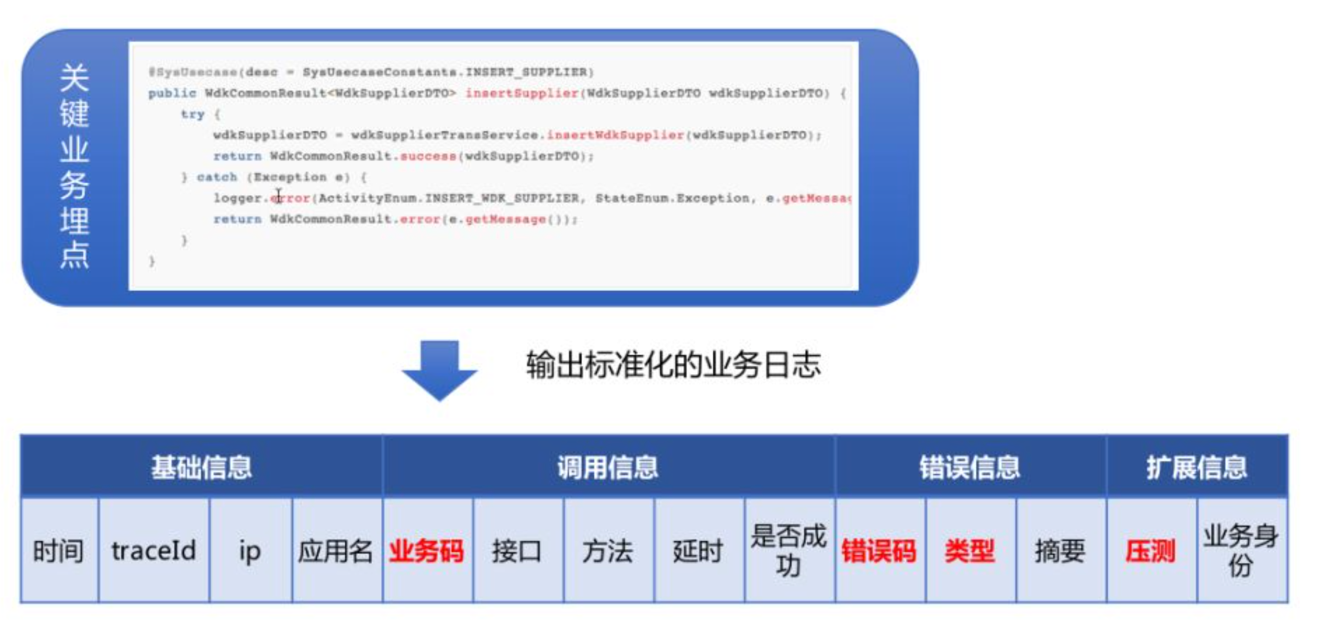 关键业务埋点
@SysUsecase(desc = SysUsecaseConstants.INSERT_SUPPLIER)
public WdkCommonResult<WdkSupplierDTO> insertSupplier(WdkSupplierDTO wdkSupplierDTO) {
try {
wdkSupplierDTO = wdkSupplierTransService.insertWdkSupplier(wdkSupplierDTO);
return WdkCommonResult.success(wdkSupplierDTO);
} catch (Exception e) {
logger.error(ActivityEnum.INSERT_WDK_SUPPLIER, StateEnum.Exception, e.getMessag
return WdkCommonResult.error(e.getMessage());
}
}
输出标准化的业务日志
基础信息 调用信息 错误信息 扩展信息
时间 traceId ip 应用名 业务码 接口 方法 延时 是否成功 错误码 类型 摘要 压测 业务身份